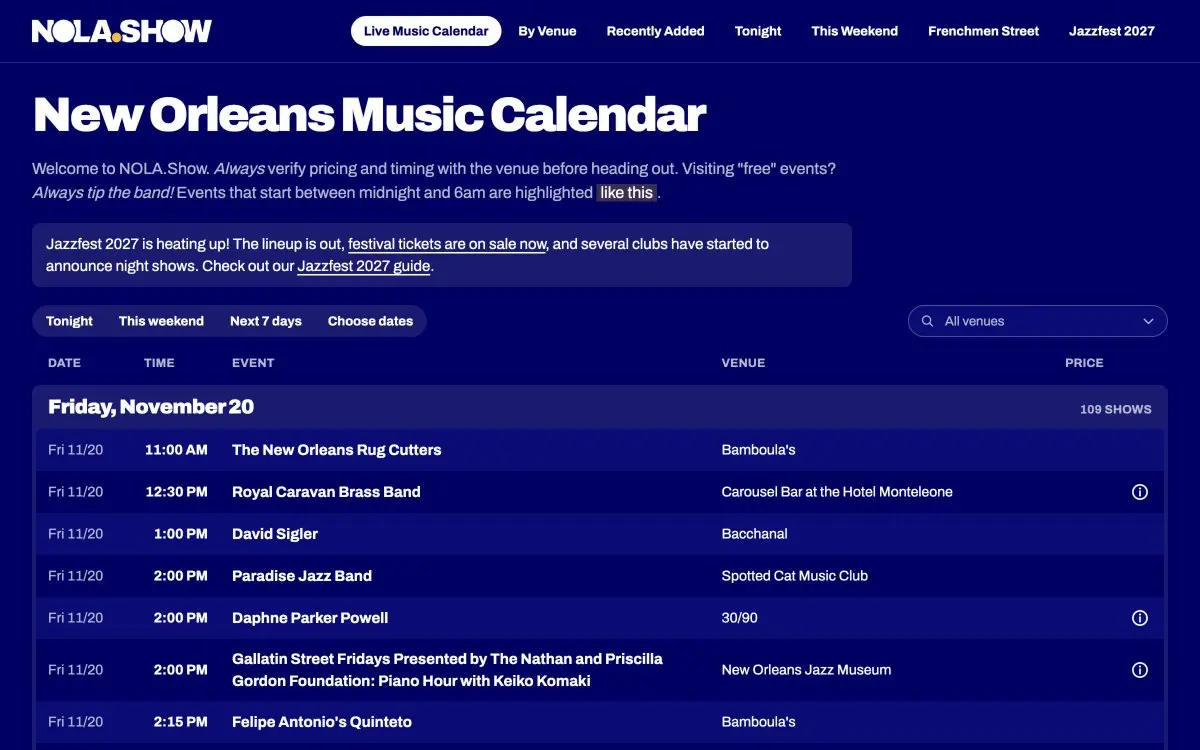 NOLA.SHOW
Live Music Calendar
By Venue
Recently Added
Tonight
This Weekend
Frenchmen Street
Jazzfest 2027
New Orleans Music Calendar
Welcome to NOLA.Show. Always verify pricing and timing with the venue before heading out. Visiting "free" events?
Always tip the band! Events that start between midnight and 6am are highlighted like this.
Jazzfest 2027 is heating up! The lineup is out, festival tickets are on sale now, and several clubs have started to
announce night shows. Check out our Jazzfest 2027 guide.
Tonight This weekend Next 7 days Choose dates
All venues
DATE TIME EVENT VENUE PRICE
Friday, November 20 109 SHOWS
Fri 11/20 11:00 AM The New Orleans Rug Cutters Bamboula's
Fri 11/20 12:30 PM Royal Caravan Brass Band Carousel Bar at the Hotel Monteleone
Fri 11/20 1:00 PM David Sigler Bacchanal
Fri 11/20 2:00 PM Paradise Jazz Band Spotted Cat Music Club
Fri 11/20 2:00 PM Daphne Parker Powell 30/90
Fri 11/20 2:00 PM Gallatin Street Fridays Presented by The Nathan and Priscilla
Gordon Foundation: Piano Hour with Keiko Komaki New Orleans Jazz Museum
Fri 11/20 2:15 PM Felipe Antonio's Quinteto Bamboula's